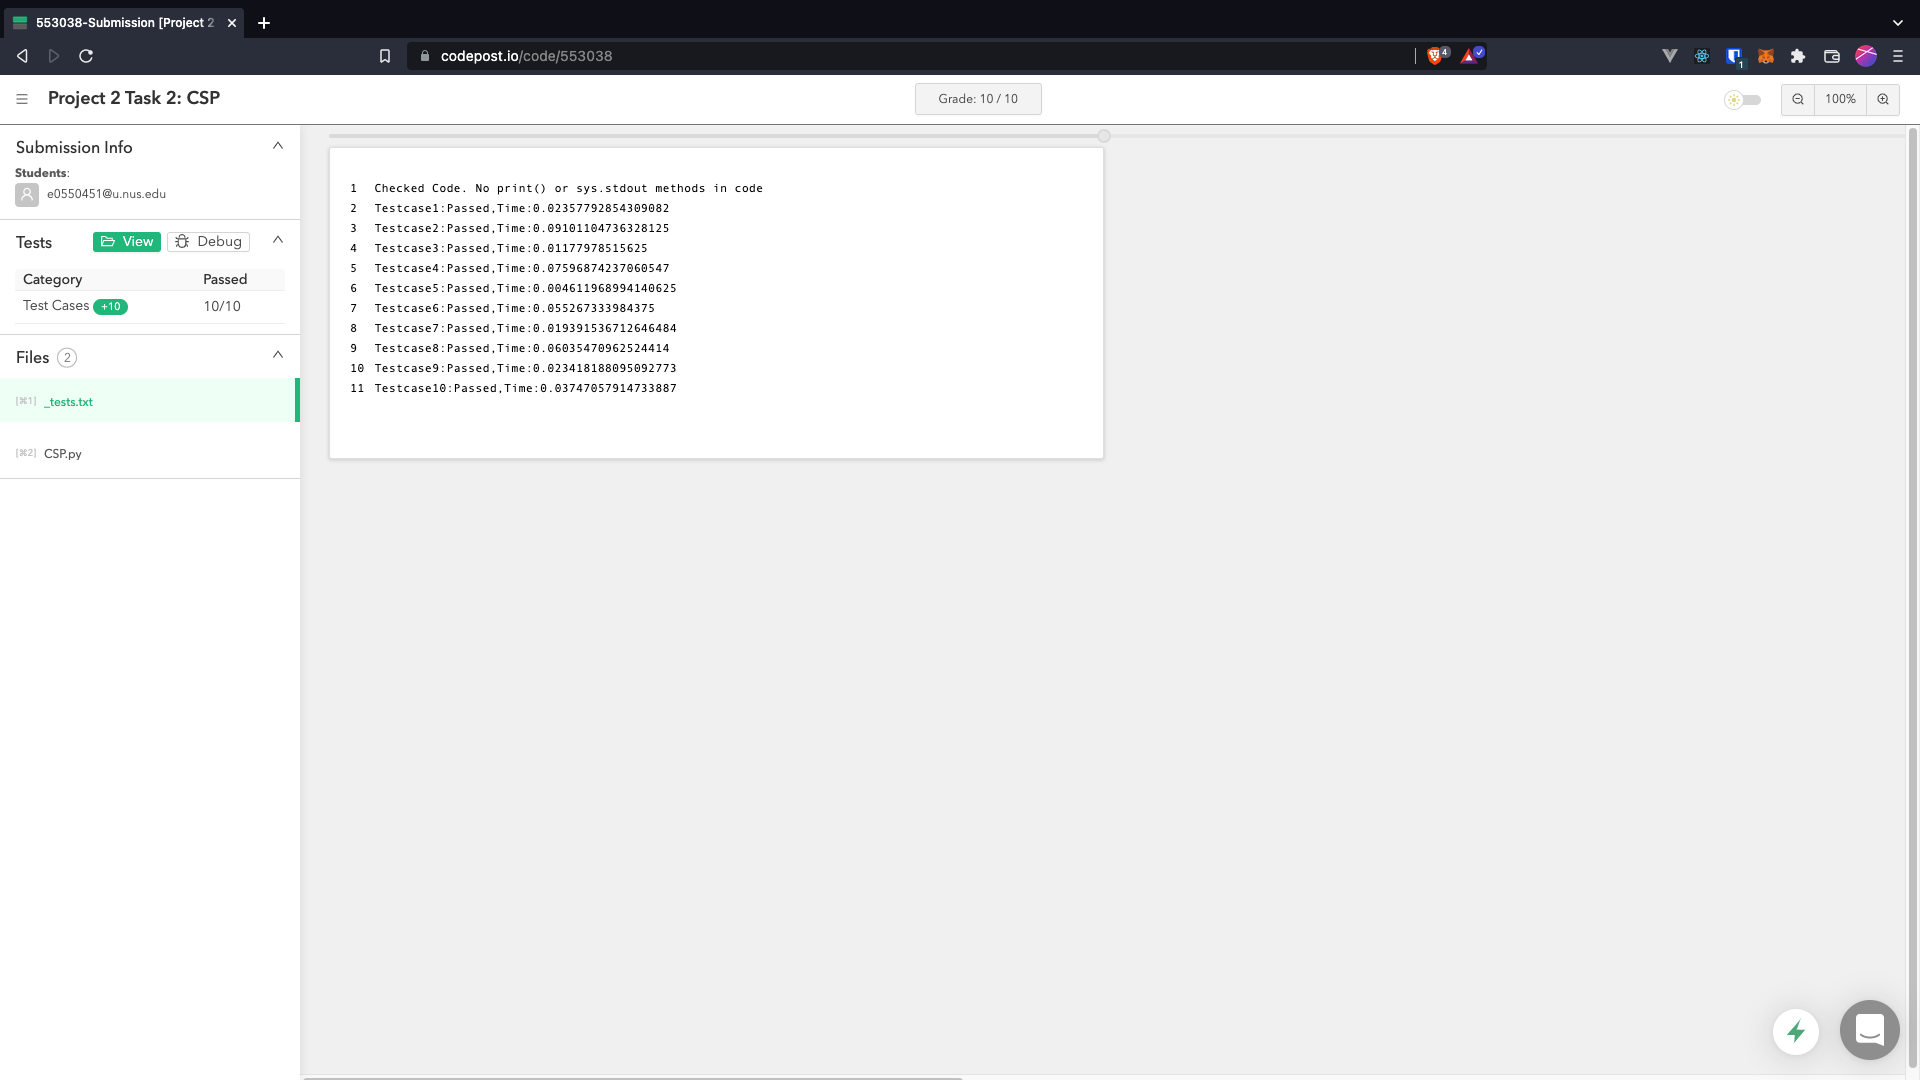 553038-Submission [Project 2
codepost.io/code/553038
4
1
Project 2 Task 2: CSP
Grade: 10 / 10
100%
Submission Info
Students:
e0550451@u.nus.edu
Tests
View
Debug
Category Passed
Test Cases +10 10/10
Files 2
[⌘1] _tests.txt
[⌘2] CSP.py
1 Checked Code. No print() or sys.stdout methods in code
2 Testcase1:Passed,Time:0.02357792854309082
3 Testcase2:Passed,Time:0.09101104736328125
4 Testcase3:Passed,Time:0.01177978515625
5 Testcase4:Passed,Time:0.07596874237060547
6 Testcase5:Passed,Time:0.004611968994140625
7 Testcase6:Passed,Time:0.055267333984375
8 Testcase7:Passed,Time:0.019391536712646484
9 Testcase8:Passed,Time:0.06035470962524414
10 Testcase9:Passed,Time:0.023418188095092773
11 Testcase10:Passed,Time:0.03747057914733887